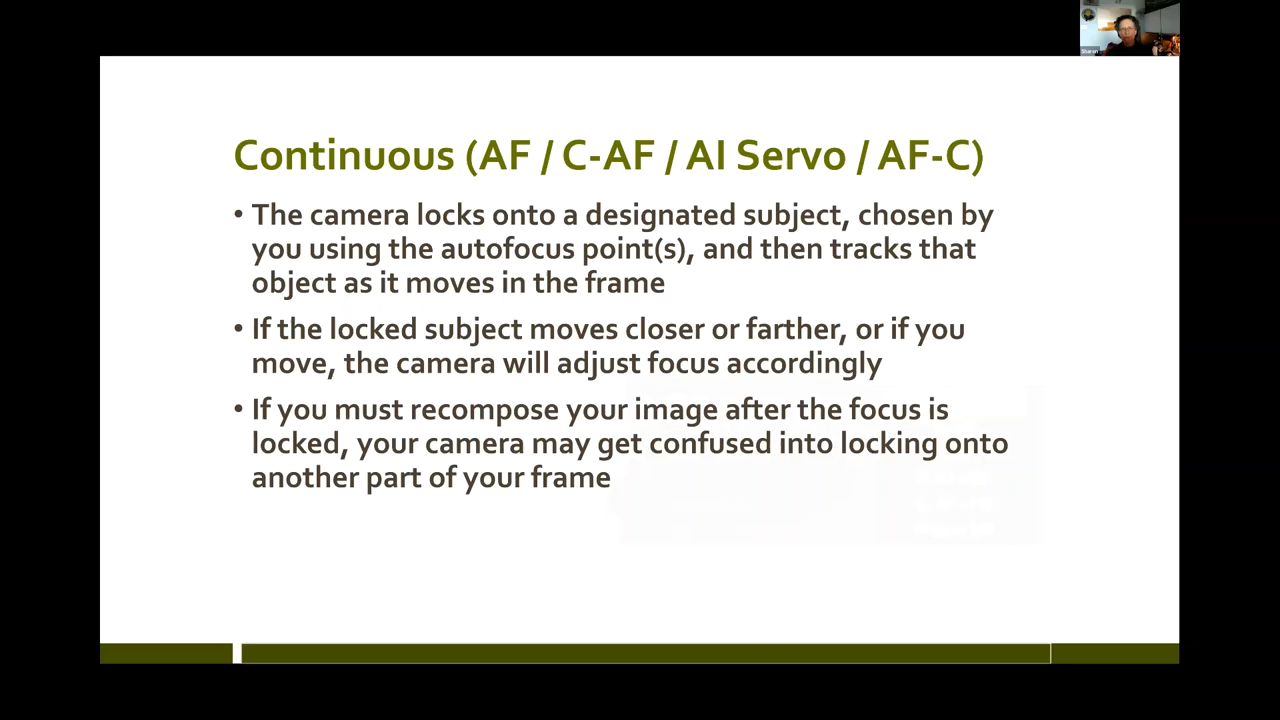 Sharon
Continuous (AF / C-AF / AI Servo / AF-C)
• The camera locks onto a designated subject, chosen by
you using the autofocus point(s), and then tracks that
object as it moves in the frame
• If the locked subject moves closer or farther, or if you
move, the camera will adjust focus accordingly
• If you must recompose your image after the focus is
locked, your camera may get confused into locking onto
another part of your frame